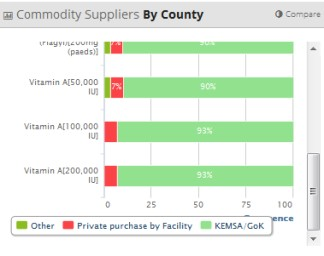 Commodity Suppliers By County
Compare
(Flagyl)[200mg
(paeds)]
7%
90%
Vitamin A[50,000
IU]
7%
90%
Vitamin A[100,000
IU]
93%
Vitamin A[200,000
IU]
93%
0 25 50 75 100
Other Private purchase by Facility KEMSA/GoK